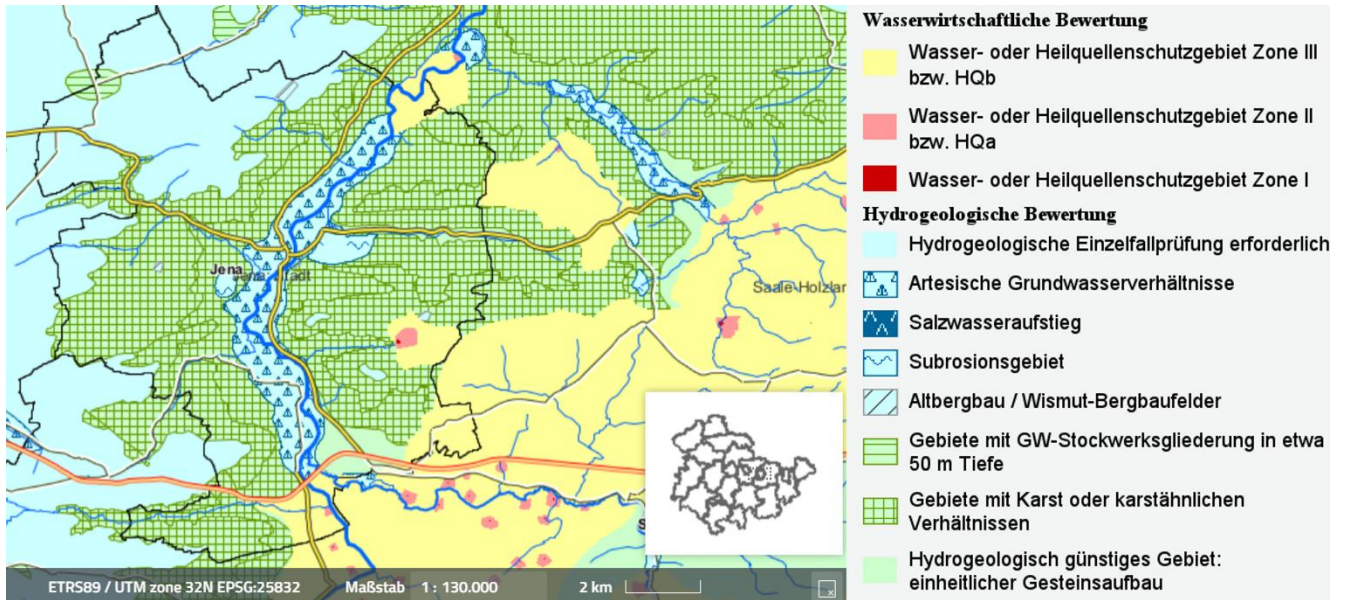 Jena
Jena, Stadt
Saale-Holzlar
S
ETRS89 / UTM zone 32N EPSG:25832 Maßstab 1 : 130.000 2 km
Wasserwirtschaftliche Bewertung
Wasser- oder Heilquellenschutzgebiet Zone III
bzw. HQb
Wasser- oder Heilquellenschutzgebiet Zone II
bzw. HQa
Wasser- oder Heilquellenschutzgebiet Zone I
Hydrogeologische Bewertung
Hydrogeologische Einzelfallprüfung erforderlich
Artesische Grundwasserverhältnisse
Salzwasseraufstieg
Subrosionsgebiet
Altbergbau / Wismut-Bergbaufelder
Gebiete mit GW-Stockwerksgliederung in etwa
50 m Tiefe
Gebiete mit Karst oder karstähnlichen
Verhältnissen
Hydrogeologisch günstiges Gebiet:
einheitlicher Gesteinsaufbau